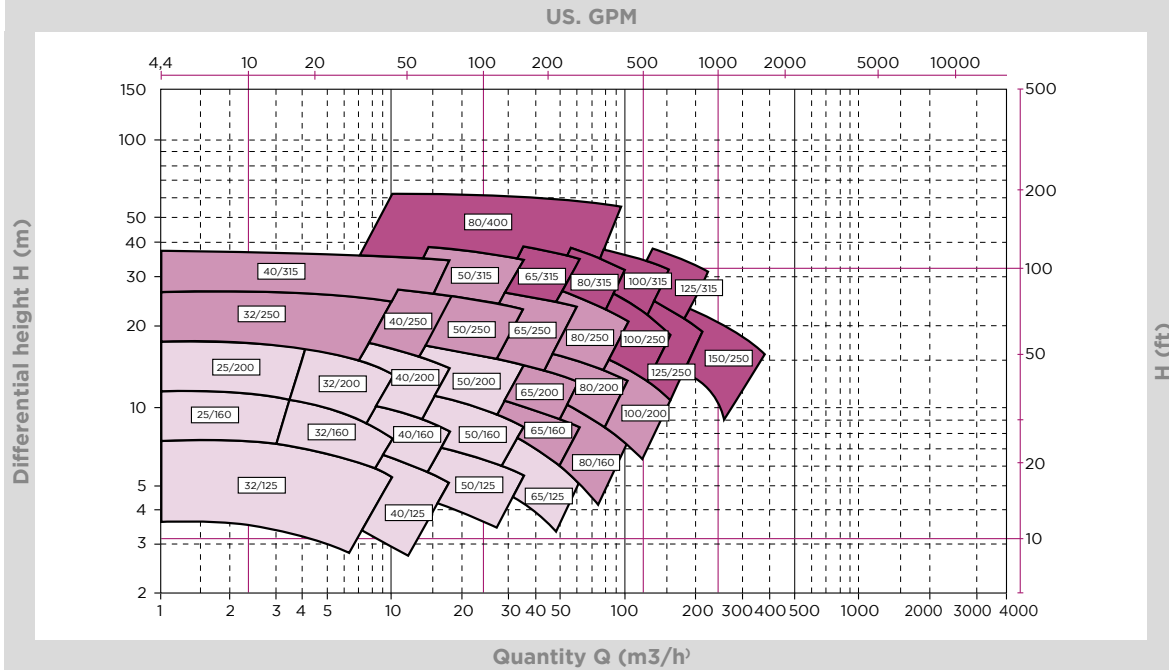 US. GPM
4,4 10 20 50 100 200 500 1000 2000 5000 10000
150 100 50 40 30 20 10 5 4 3 2
Differential height H (m)
500 200 100 50 20 10
H (ft)
80/400
40/315 50/315 65/315 80/315 100/315 125/315
32/250 40/250 50/250 65/250 80/250 100/250 125/250 150/250
25/200 32/200 40/200 50/200 65/200 80/200 100/200
25/160 32/160 40/160 50/160 65/160 80/160
32/125 40/125 50/125 65/125
1 2 3 4 5 10 20 30 40 50 100 200 300 400 500 1000 2000 3000 4000
Quantity Q (m3/h)